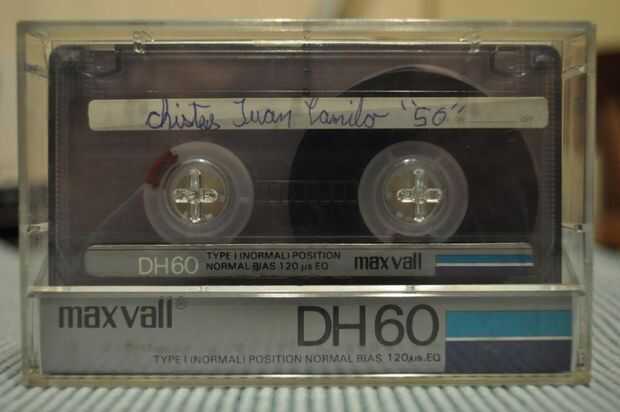 chistes Juan Camilo "50"
DH60 TYPE I (NORMAL) POSITION
NORMAL BIAS 120 µs EQ maxvall
maxvall® DH60
TYPE I (NORMAL) POSITION NORMAL BIAS 120µs.EQ